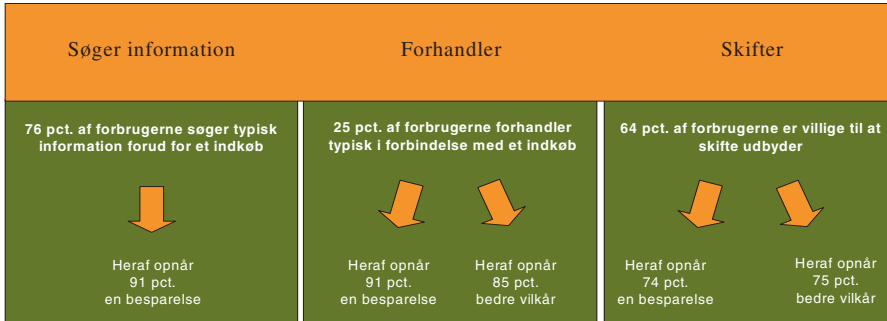 Søger information
76 pct. af forbrugerne søger typisk
information forud for et indkøb
Heraf opnår
91 pct.
en besparelse
Forhandler
25 pct. af forbrugerne forhandler
typisk i forbindelse med et indkøb
Heraf opnår
91 pct.
en besparelse
Heraf opnår
85 pct.
bedre vilkår
Skifter
64 pct. af forbrugerne er villige til at
skifte udbyder
Heraf opnår
74 pct.
en besparelse
Heraf opnår
75 pct.
bedre vilkår